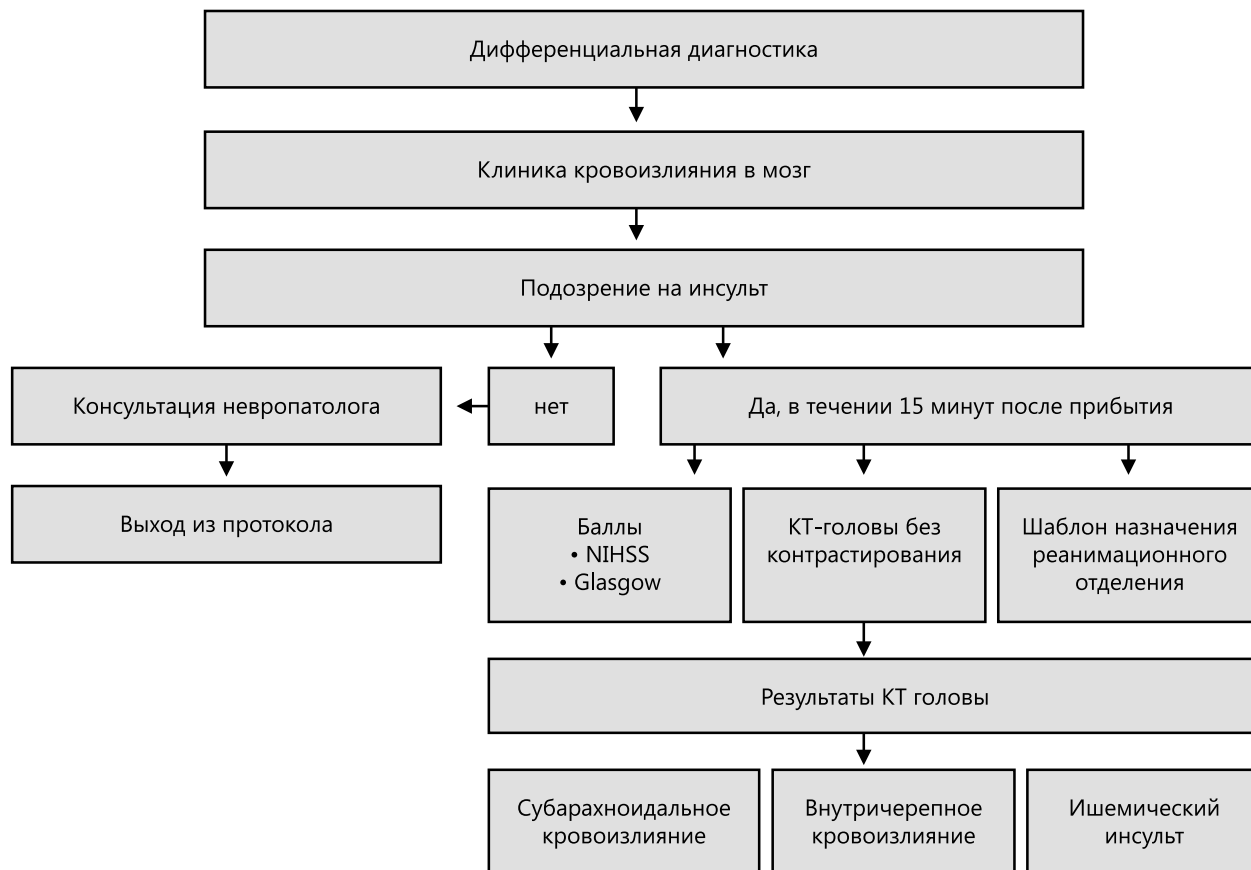 Дифференциальная диагностика
Клиника кровоизлияния в мозг
Подозрение на инсульт
Консультация невропатолога
нет
Да, в течении 15 минут после прибытия
Выход из протокола
Баллы
• NIHSS
• Glasgow
КТ-головы без
контрастирования
Шаблон назначения
реанимационного
отделения
Результаты КТ головы
Субарахноидальное
кровоизлияние
Внутричерепное
кровоизлияние
Ишемический
инсульт